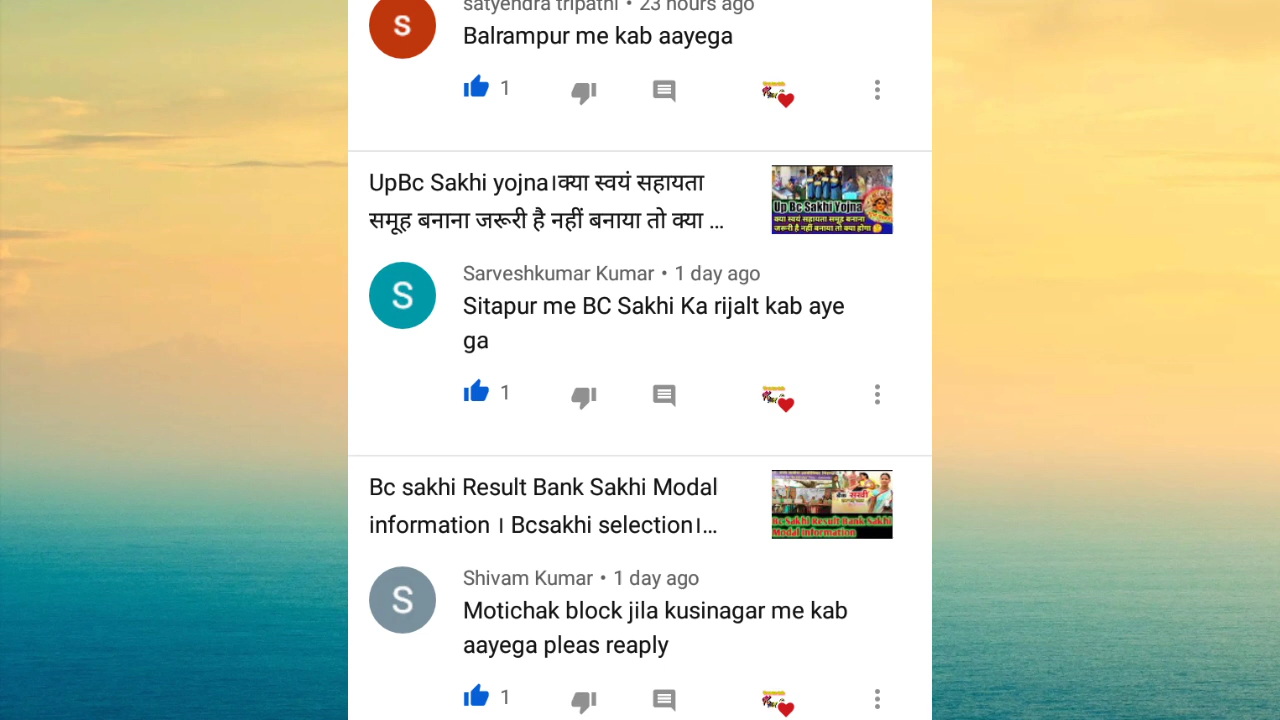 satyendra tripathi • 23 hours ago
Balrampur me kab aayega
1
UpBc Sakhi yojna।क्या स्वयं सहायता
समूह बनाना जरूरी है नहीं बनाया तो क्या ...
Up Bc Sakhi Yojna
क्या स्वयं सहायता समूह बनाना
जरूरी है नहीं बनाया तो क्या होगा
S
Sarveshkumar Kumar • 1 day ago
Sitapur me BC Sakhi Ka rijalt kab aye
ga
1
Bc sakhi Result Bank Sakhi Modal
information । Bcsakhi selection।...
बैंक सखी
Bc Sakhi Result Bank Sakhi
Modal Information
S
Shivam Kumar • 1 day ago
Motichak block jila kusinagar me kab
aayega pleas reaply
1